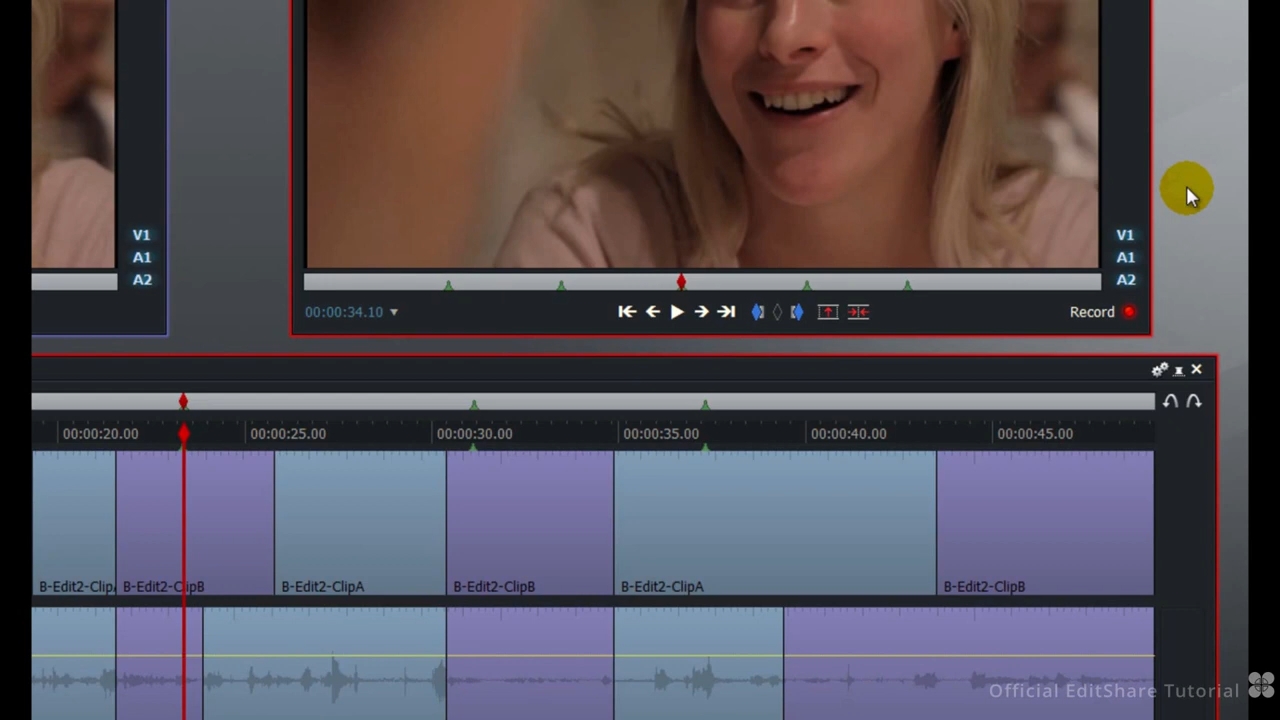 V1
A1
A2
V1
A1
A2
00:00:34.10
Record
00:00:20.00
00:00:25.00
00:00:30.00
00:00:35.00
00:00:40.00
00:00:45.00
B-Edit2-ClipA
B-Edit2-ClipB
B-Edit2-ClipA
B-Edit2-ClipB
B-Edit2-ClipA
B-Edit2-ClipB
Official EditShare Tutorial